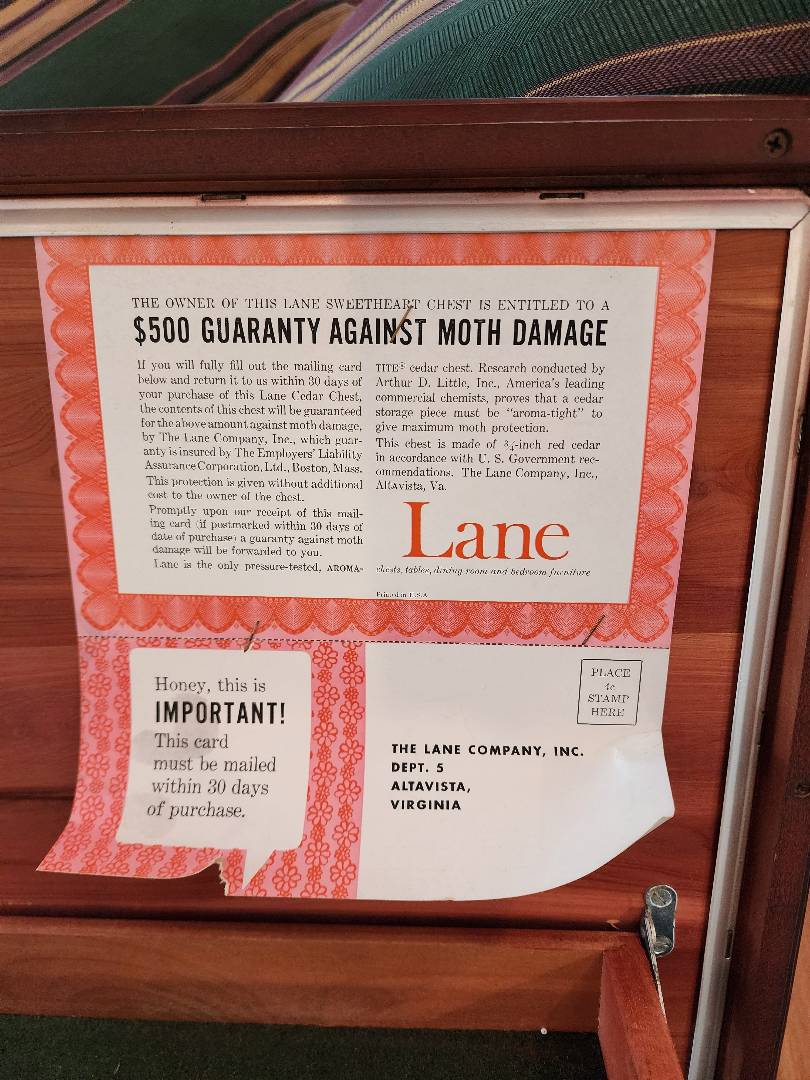 THE OWNER OF THIS LANE SWEETHEART CHEST IS ENTITLED TO A
$500 GUARANTY AGAINST MOTH DAMAGE
If you will fully fill out the mailing card
below and return it to us within 30 days of
your purchase of this Lane Cedar Chest,
the contents of this chest will be guaranteed
for the above amount against moth damage,
by The Lane Company, Inc., which guar-
anty is insured by The Employers' Liability
Assurance Corporation, Ltd., Boston, Mass.
This protection is given without additional
cost to the owner of the chest.
Promptly upon our receipt of this mail-
ing card (if postmarked within 30 days of
date of purchase) a guaranty against moth
damage will be forwarded to you.
Lane is the only pressure-tested, AROMA-
TITE® cedar chest. Research conducted by
Arthur D. Little, Inc., America's leading
commercial chemists, proves that a cedar
storage piece must be "aroma-tight" to
give maximum moth protection.
This chest is made of ¾-inch red cedar
in accordance with U. S. Government rec-
ommendations. The Lane Company, Inc.,
Altavista, Va.
Lane
chests, tables, dining room and bedroom furniture
Printed in U.S.A
Honey, this is
IMPORTANT!
This card
must be mailed
within 30 days
of purchase.
PLACE
4c
STAMP
HERE
THE LANE COMPANY, INC.
DEPT. 5
ALTAVISTA,
VIRGINIA